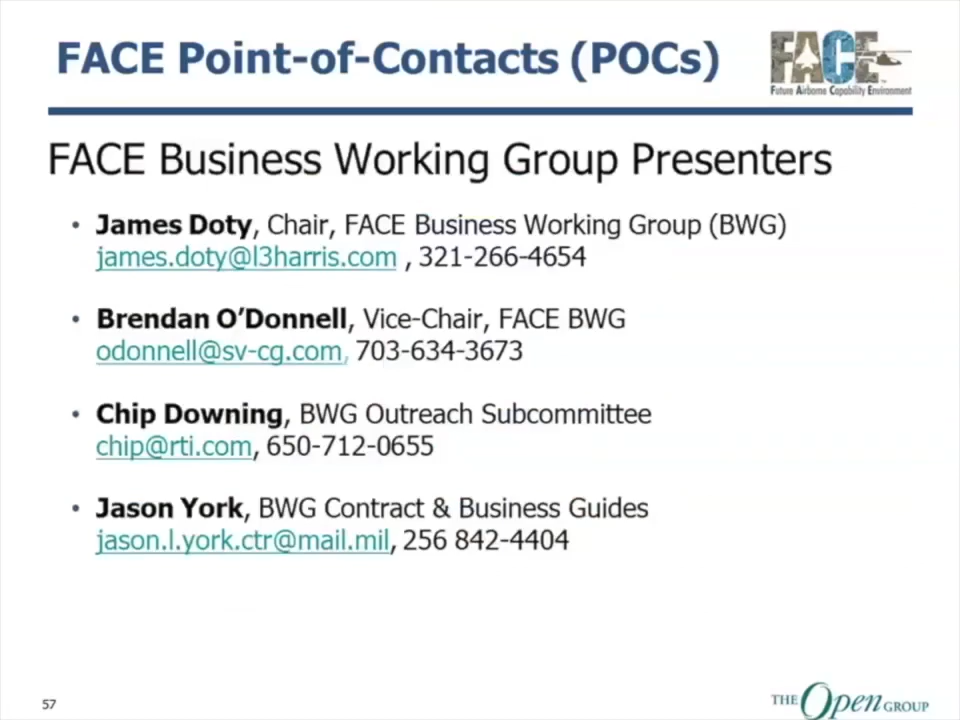 FACE Point-of-Contacts (POCs)
FACE
Future Airborne Capability Environment
FACE Business Working Group Presenters
• James Doty, Chair, FACE Business Working Group (BWG)
james.doty@l3harris.com , 321-266-4654
• Brendan O’Donnell, Vice-Chair, FACE BWG
odonnell@sv-cg.com, 703-634-3673
• Chip Downing, BWG Outreach Subcommittee
chip@rti.com, 650-712-0655
• Jason York, BWG Contract & Business Guides
jason.l.york.ctr@mail.mil, 256 842-4404
57
THE Open GROUP